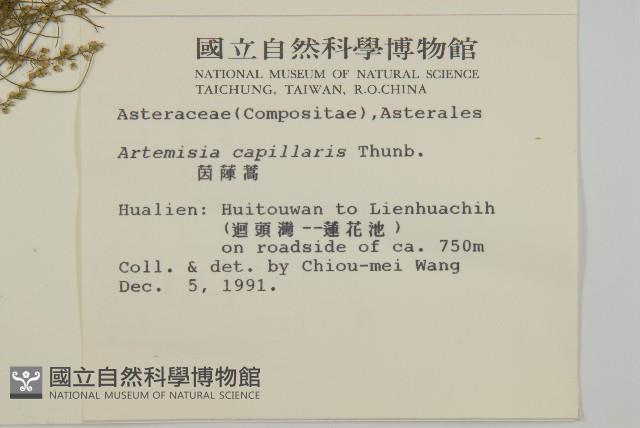 國立自然科學博物館
NATIONAL MUSEUM OF NATURAL SCIENCE
TAICHUNG, TAIWAN, R.O.CHINA
Asteraceae(Compositae),Asterales
Artemisia capillaris Thunb.
茵蔯蒿
Hualien: Huitouwan to Lienhuachih
(迴頭灣--蓮花池)
on roadside of ca. 750m
Coll. & det. by Chiou-mei Wang
Dec. 5, 1991.
國立自然科學博物館
NATIONAL MUSEUM OF NATURAL SCIENCE